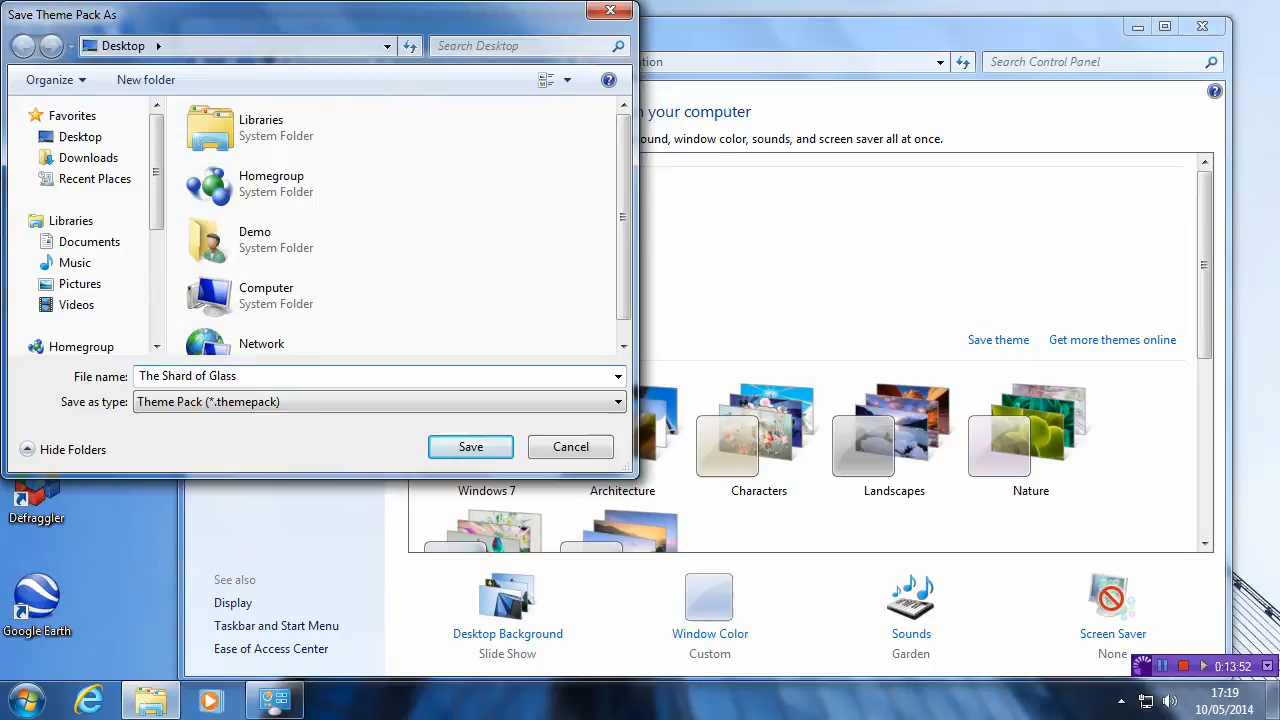 Save Theme Pack As
Desktop
Search Desktop
Organize
New folder
Favorites
Desktop
Downloads
Recent Places
Libraries
Documents
Music
Pictures
Videos
Homegroup
Libraries
System Folder
Homegroup
System Folder
Demo
System Folder
Computer
System Folder
Network
File name: The Shard of Glass
Save as type: Theme Pack (*.themepack)
Hide Folders
Save
Cancel
Search Control Panel
your computer
window color, sounds, and screen saver all at once.
Save theme
Get more themes online
Windows 7
Architecture
Characters
Landscapes
Nature
See also
Display
Taskbar and Start Menu
Ease of Access Center
Desktop Background
Slide Show
Window Color
Custom
Sounds
Garden
Screen Saver
None
Defraggler
Google Earth
0:13:52
17:19
10/05/2014